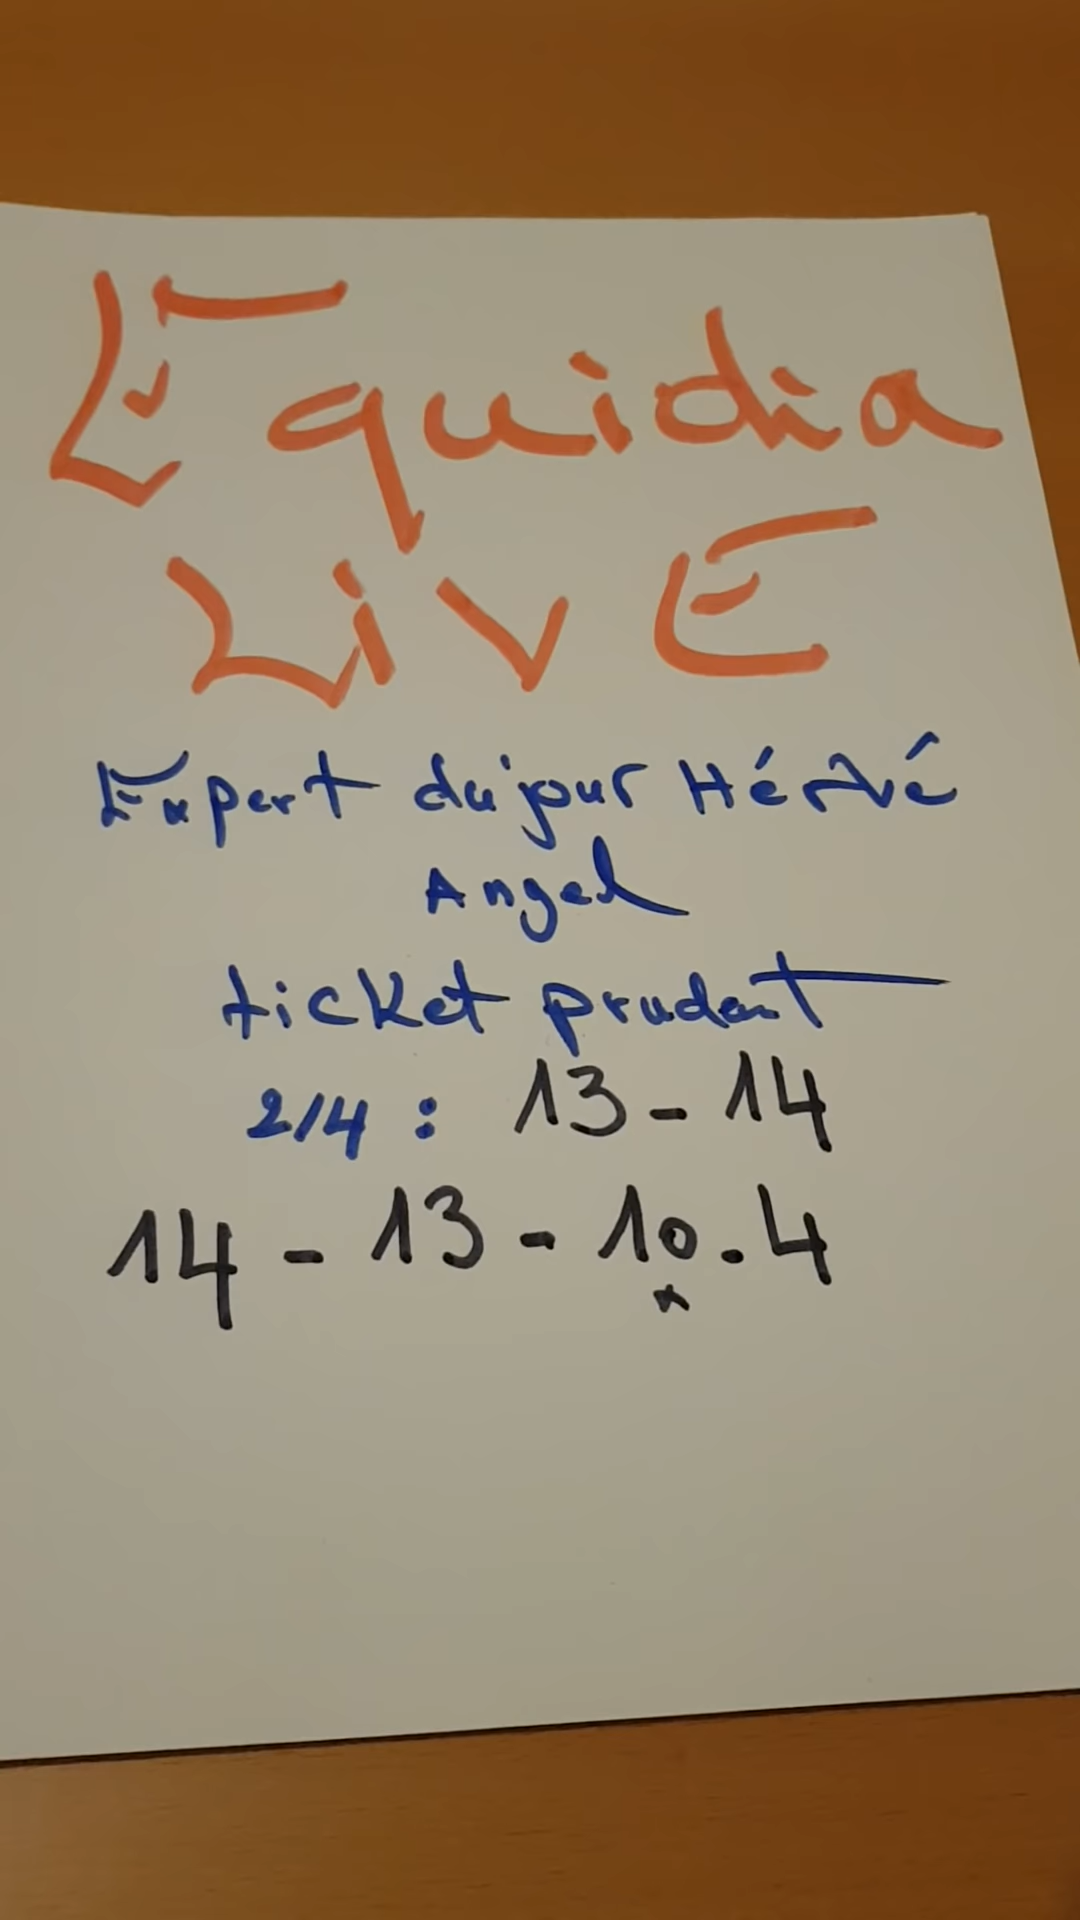 Equidia
LiVE
Expert du jour Hérvé
Angel
ticket prudent
2/4 : 13 - 14
14 - 13 - 10 . 4
x